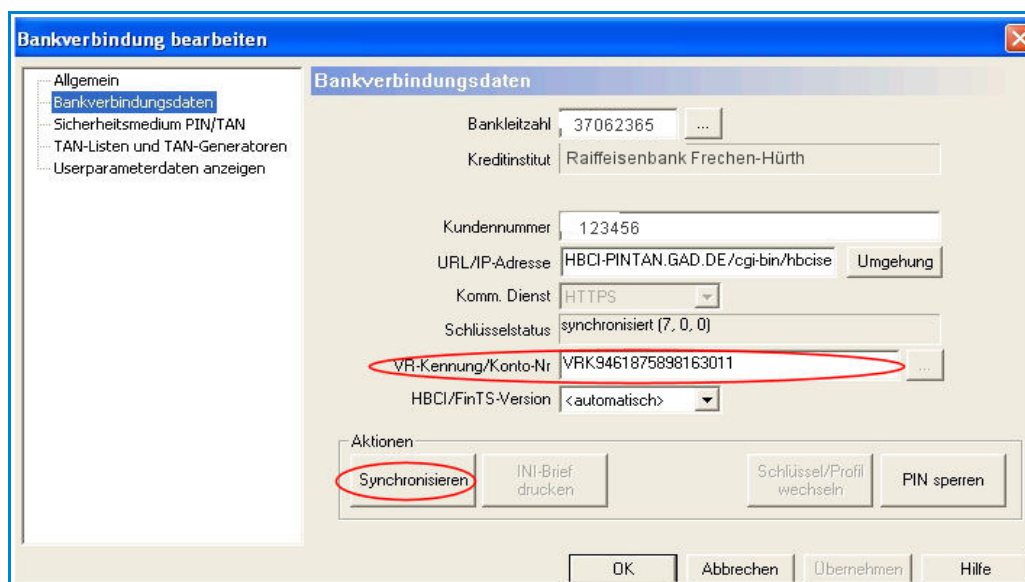 Bankverbindung bearbeiten
Allgemein
Bankverbindungsdaten
Sicherheitsmedium PIN/TAN
TAN-Listen und TAN-Generatoren
Userparameterdaten anzeigen
Bankverbindungsdaten
Bankleitzahl 37062365 ...
Kreditinstitut Raiffeisenbank Frechen-Hürth
Kundennummer 123456
URL/IP-Adresse HBCI-PINTAN.GAD.DE/cgi-bin/hbcise Umgehung
Komm. Dienst HTTPS
Schlüsselstatus synchronisiert (7, 0, 0)
VR-Kennung/Konto-Nr VRK9461875898163011 ...
HBCI/FinTS-Version <automatisch>
Aktionen
Synchronisieren
INI-Brief
drucken
Schlüssel/Profil
wechseln
PIN sperren
OK Abbrechen Übernehmen Hilfe